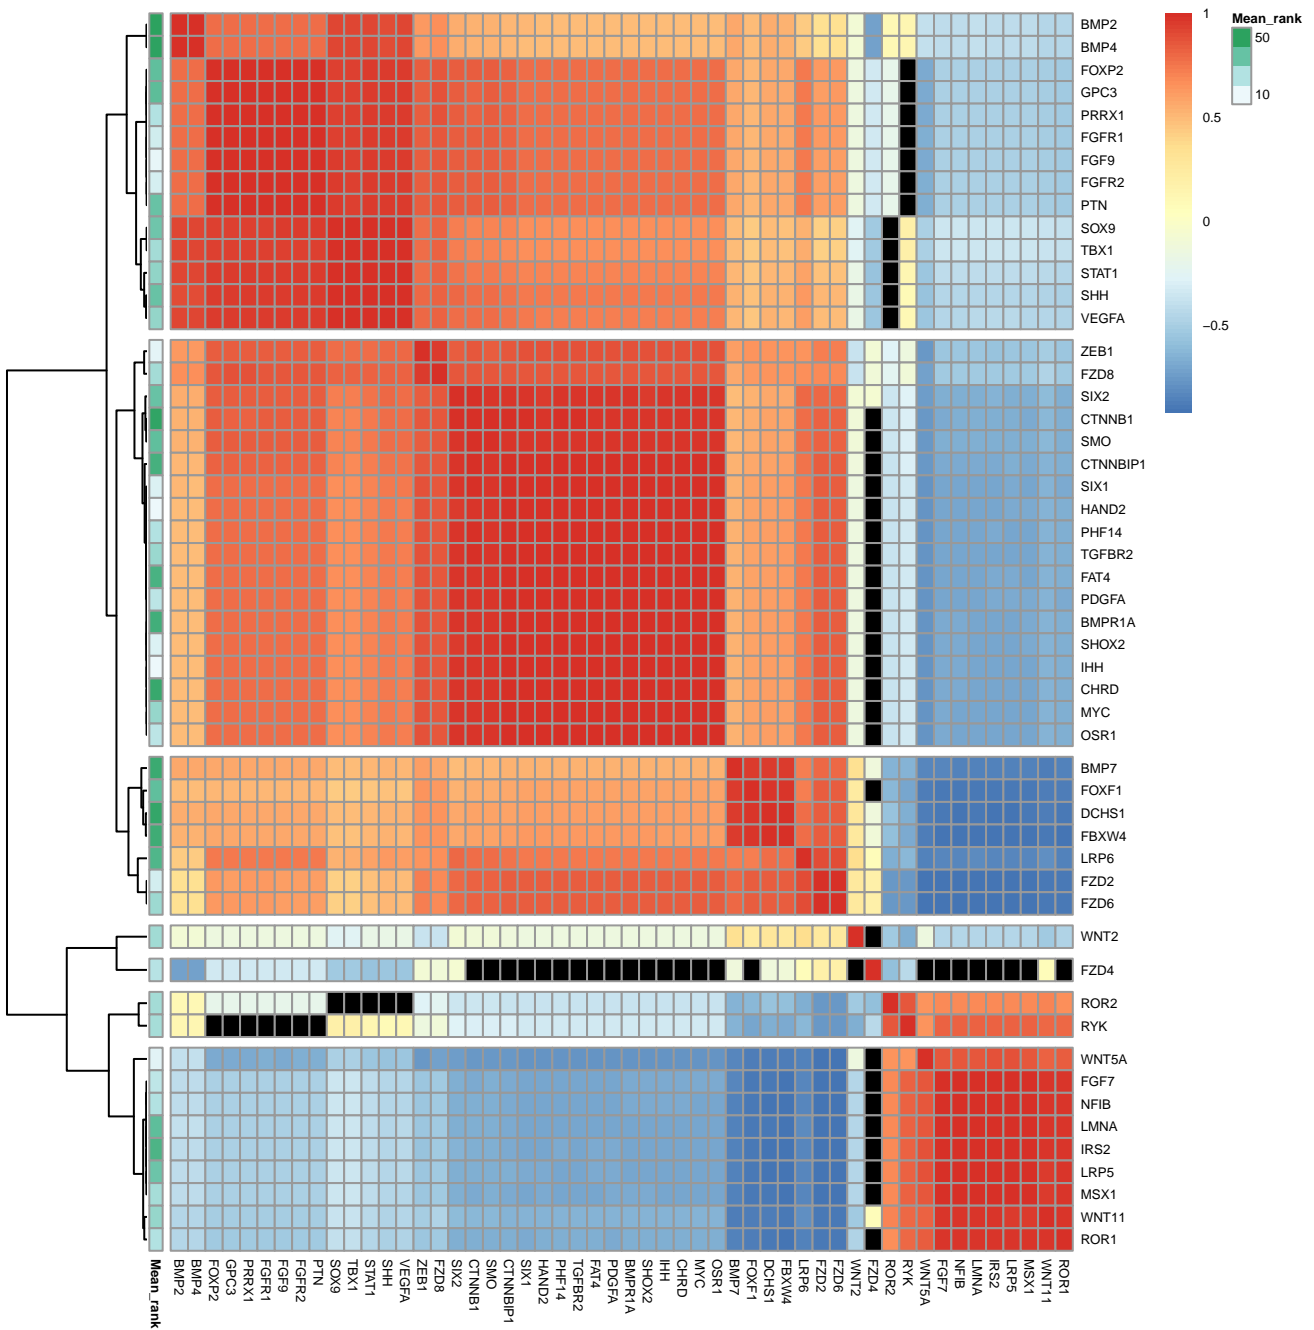 BMP2
BMP4
FOXP2
GPC3
PRRX1
FGFR1
FGF9
FGFR2
PTN
SOX9
TBX1
STAT1
SHH
VEGFA
ZEB1
FZD8
SIX2
CTNNB1
SMO
CTNNBIP1
SIX1
HAND2
PHF14
TGFBR2
FAT4
PDGFA
BMPR1A
SHOX2
IHH
CHRD
MYC
OSR1
BMP7
FOXF1
DCHS1
FBXW4
LRP6
FZD2
FZD6
WNT2
FZD4
ROR2
RYK
WNT5A
FGF7
NFIB
LMNA
IRS2
LRP5
MSX1
WNT11
ROR1
1
0.5
0
−0.5
Mean_rank
50
10
Mean_rank
BMP2
BMP4
FOXP2
GPC3
PRRX1
FGFR1
FGF9
FGFR2
PTN
SOX9
TBX1
STAT1
SHH
VEGFA
ZEB1
FZD8
SIX2
CTNNB1
SMO
CTNNBIP1
SIX1
HAND2
PHF14
TGFBR2
FAT4
PDGFA
BMPR1A
SHOX2
IHH
CHRD
MYC
OSR1
BMP7
FOXF1
DCHS1
FBXW4
LRP6
FZD2
FZD6
WNT2
FZD4
ROR2
RYK
WNT5A
FGF7
NFIB
LMNA
IRS2
LRP5
MSX1
WNT11
ROR1